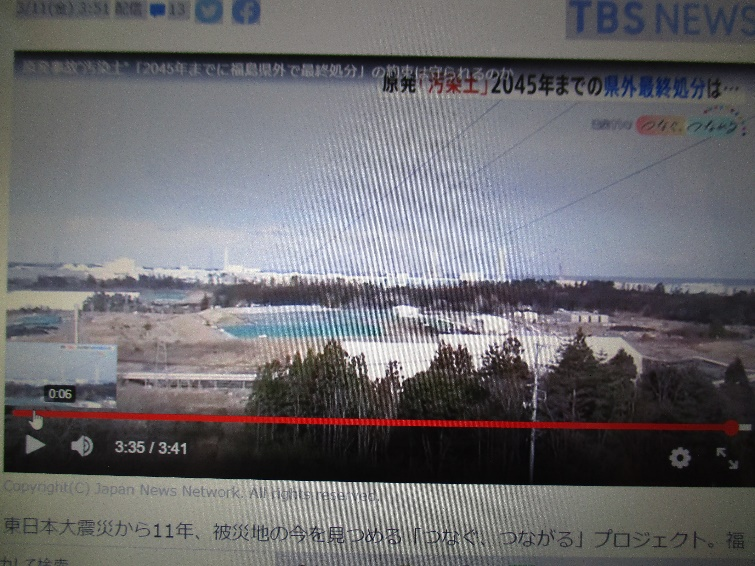 3/11(金) 3:51 配信 13
TBS NEWS
原発事故"汚染土"「2045年までに福島県外で最終処分」の約束は守られるのか
原発「汚染土」2045年までの県外最終処分は…
つなぐ、つながる
0:06
3:35 / 3:41
Copyright(C) Japan News Network. All rights reserved.
東日本大震災から11年、被災地の今を見つめる「つなぐ、つながる」プロジェクト。福
力して検索